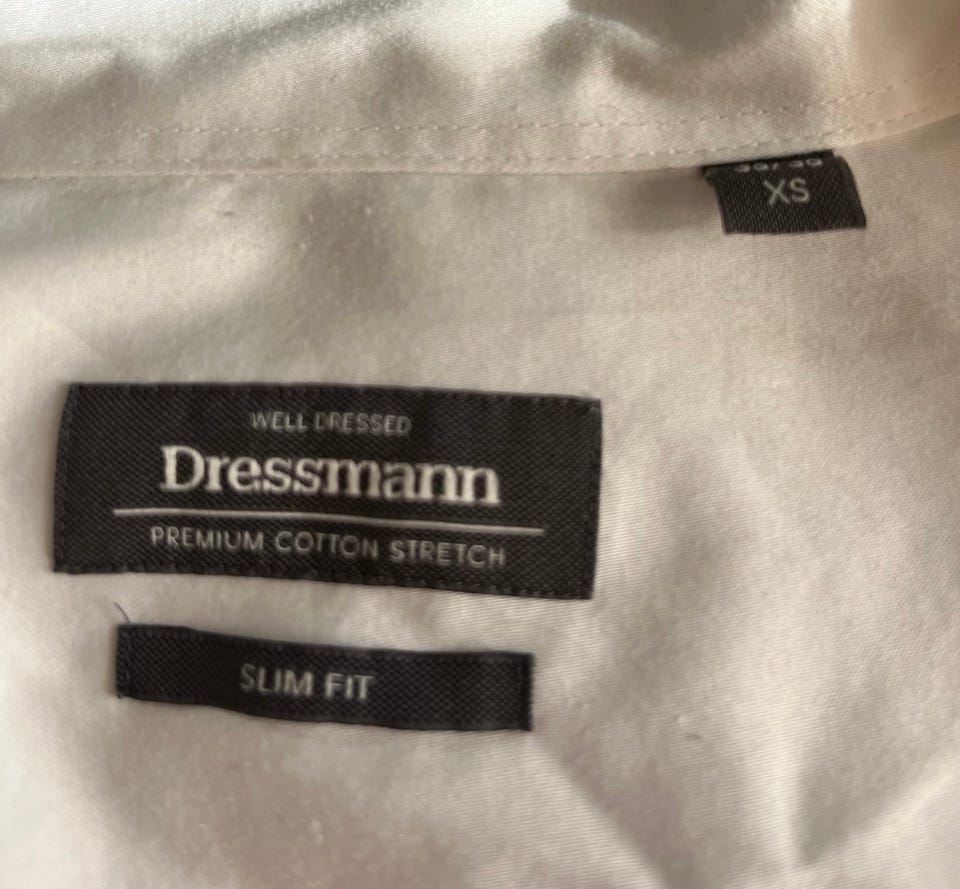 XS
WELL DRESSED
Dressmann
PREMIUM COTTON STRETCH
SLIM FIT